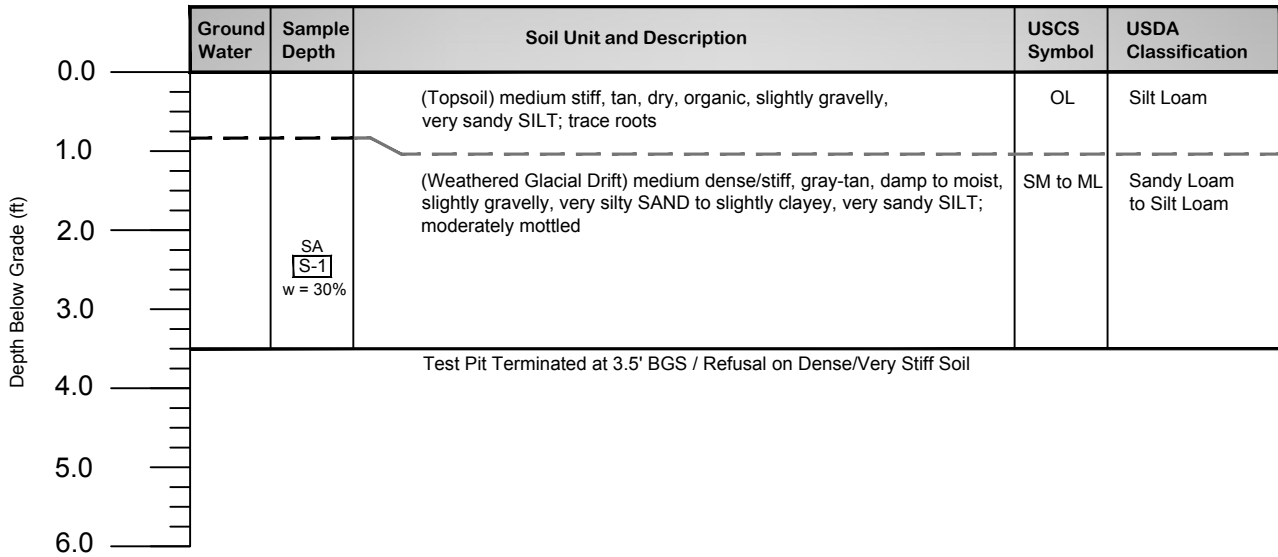 Ground Water
Sample Depth
Soil Unit and Description
USCS Symbol
USDA Classification
0.0
(Topsoil) medium stiff, tan, dry, organic, slightly gravelly,
very sandy SILT; trace roots
OL
Silt Loam
1.0
(Weathered Glacial Drift) medium dense/stiff, gray-tan, damp to moist,
slightly gravelly, very silty SAND to slightly clayey, very sandy SILT;
moderately mottled
SM to ML
Sandy Loam
to Silt Loam
Depth Below Grade (ft)
2.0
SA
S-1
w = 30%
3.0
Test Pit Terminated at 3.5' BGS / Refusal on Dense/Very Stiff Soil
4.0
5.0
6.0